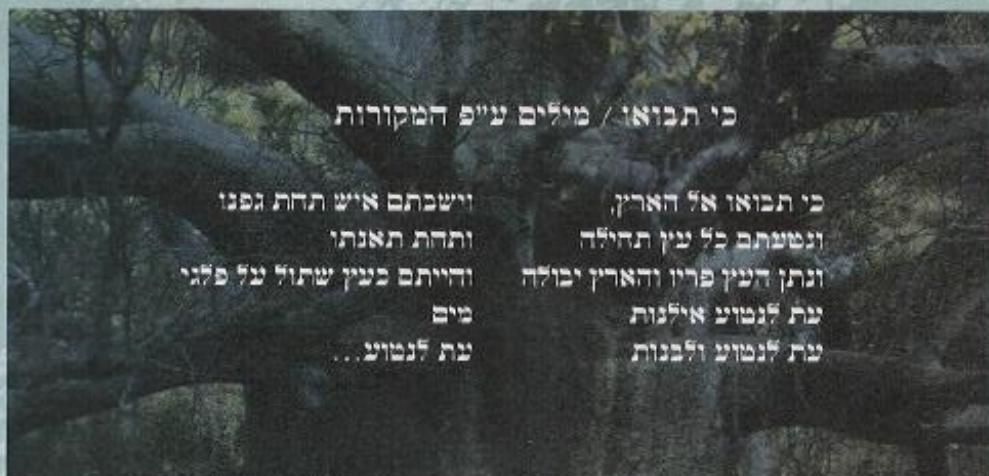 כי תבואו / מילים ע״פ המקורות
כי תבואו אל הארץ,
ונטעתם כל עץ תחילה
ונתן העץ פריו והארץ יבולה
עת לנטוע אילנות
עת לנטוע ולבנות
וישבתם איש תחת גפנו
ותחת תאנתו
והייתם כעץ שתול על פלגי
מים
עת לנטוע...